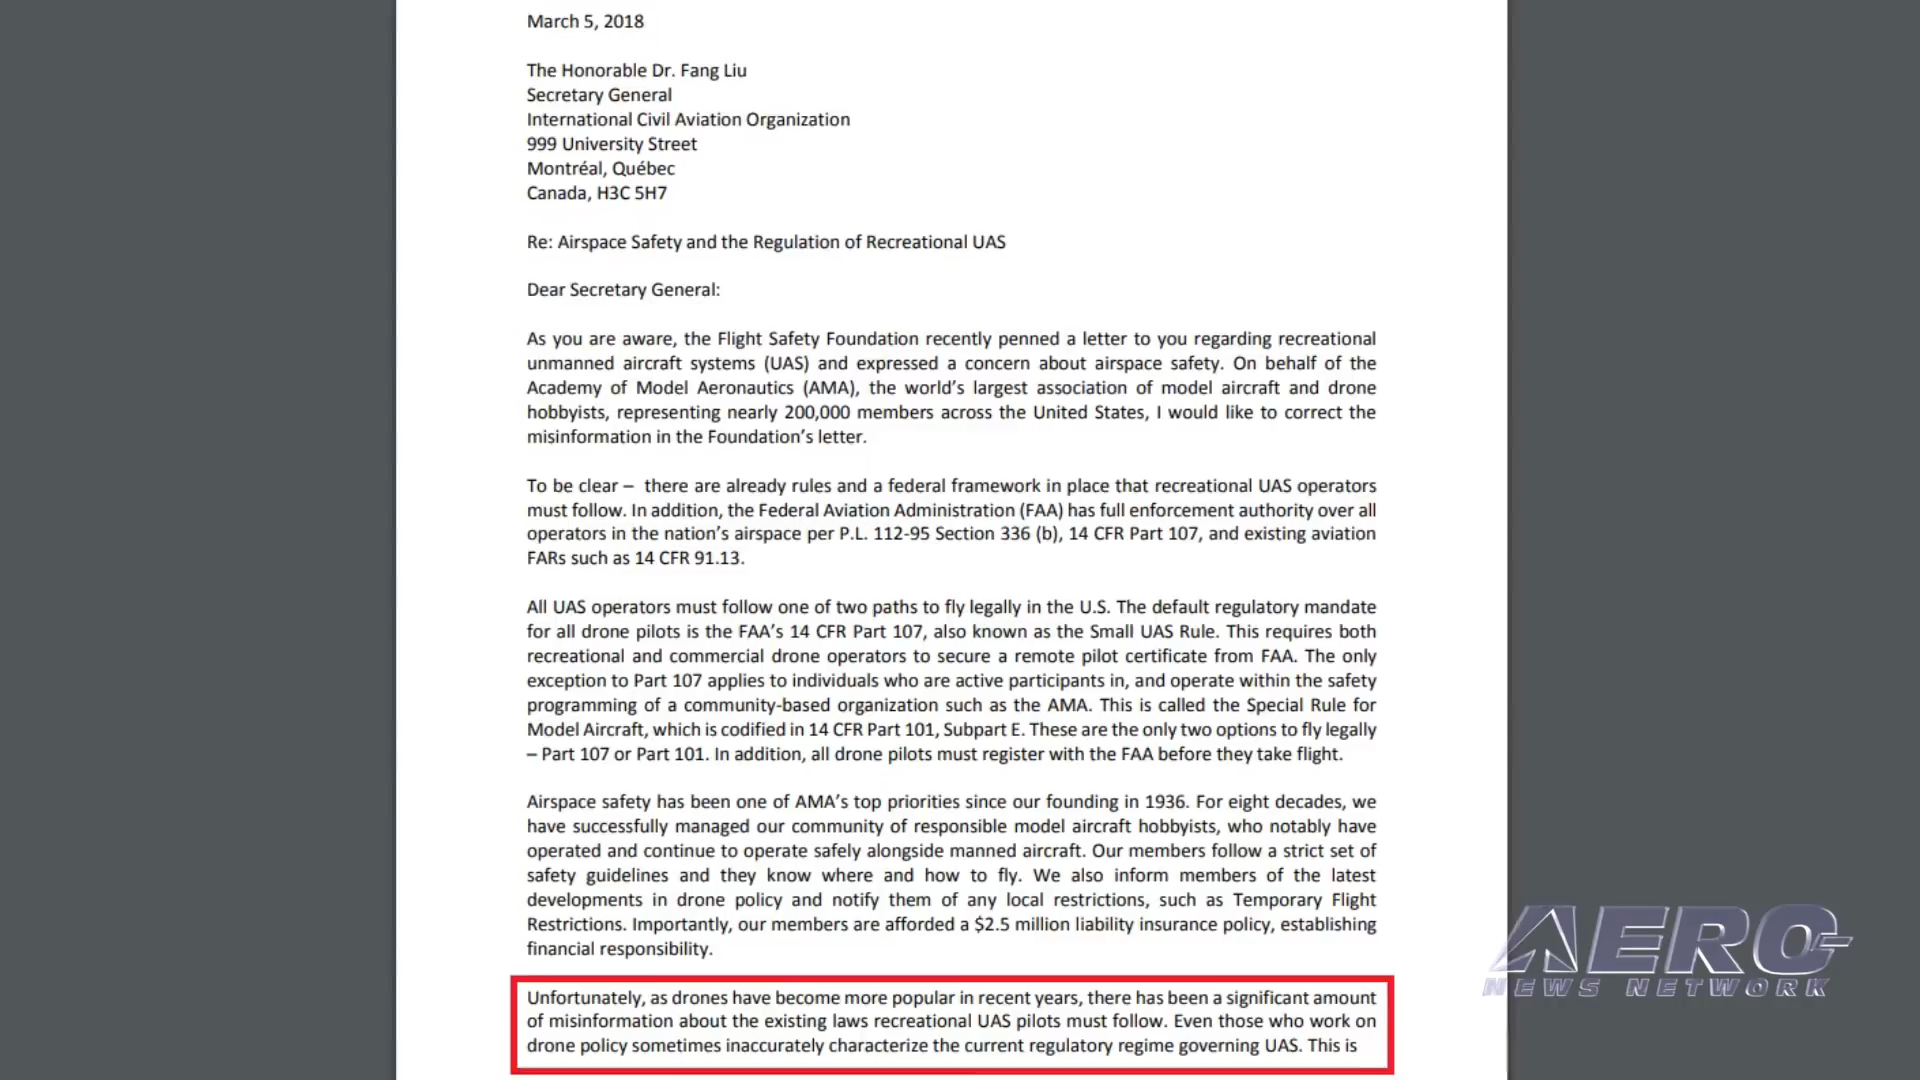 March 5, 2018
The Honorable Dr. Fang Liu
Secretary General
International Civil Aviation Organization
999 University Street
Montréal, Québec
Canada, H3C 5H7
Re: Airspace Safety and the Regulation of Recreational UAS
Dear Secretary General:
As you are aware, the Flight Safety Foundation recently penned a letter to you regarding recreational
unmanned aircraft systems (UAS) and expressed a concern about airspace safety. On behalf of the
Academy of Model Aeronautics (AMA), the world’s largest association of model aircraft and drone
hobbyists, representing nearly 200,000 members across the United States, I would like to correct the
misinformation in the Foundation’s letter.
To be clear – there are already rules and a federal framework in place that recreational UAS operators
must follow. In addition, the Federal Aviation Administration (FAA) has full enforcement authority over all
operators in the nation’s airspace per P.L. 112-95 Section 336 (b), 14 CFR Part 107, and existing aviation
FARs such as 14 CFR 91.13.
All UAS operators must follow one of two paths to fly legally in the U.S. The default regulatory mandate
for all drone pilots is the FAA’s 14 CFR Part 107, also known as the Small UAS Rule. This requires both
recreational and commercial drone operators to secure a remote pilot certificate from FAA. The only
exception to Part 107 applies to individuals who are active participants in, and operate within the safety
programming of a community-based organization such as the AMA. This is called the Special Rule for
Model Aircraft, which is codified in 14 CFR Part 101, Subpart E. These are the only two options to fly legally
– Part 107 or Part 101. In addition, all drone pilots must register with the FAA before they take flight.
Airspace safety has been one of AMA’s top priorities since our founding in 1936. For eight decades, we
have successfully managed our community of responsible model aircraft hobbyists, who notably have
operated and continue to operate safely alongside manned aircraft. Our members follow a strict set of
safety guidelines and they know where and how to fly. We also inform members of the latest
developments in drone policy and notify them of any local restrictions, such as Temporary Flight
Restrictions. Importantly, our members are afforded a $2.5 million liability insurance policy, establishing
financial responsibility.
Unfortunately, as drones have become more popular in recent years, there has been a significant amount
of misinformation about the existing laws recreational UAS pilots must follow. Even those who work on
drone policy sometimes inaccurately characterize the current regulatory regime governing UAS. This is
AERO-
NEWS NETWORK